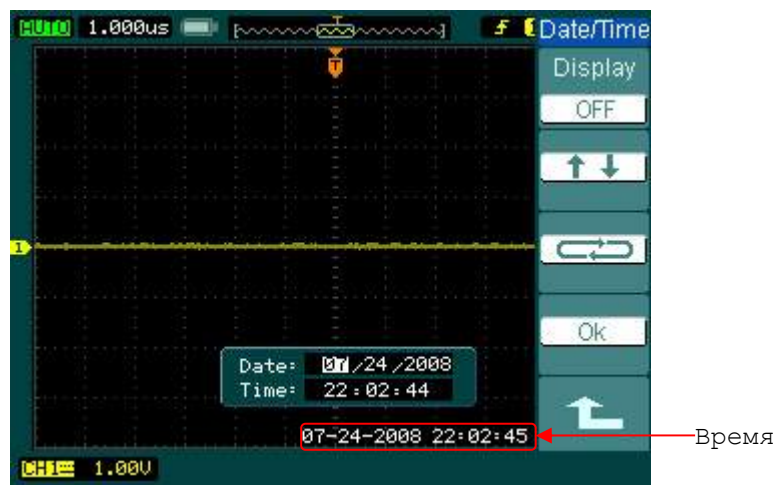 AUTO 1.000us T Date/Time
T
Display
OFF
1
Ok
Date: 07/24/2008
Time: 22:02:44
07-24-2008 22:02:45
Время
CH1 1.00V